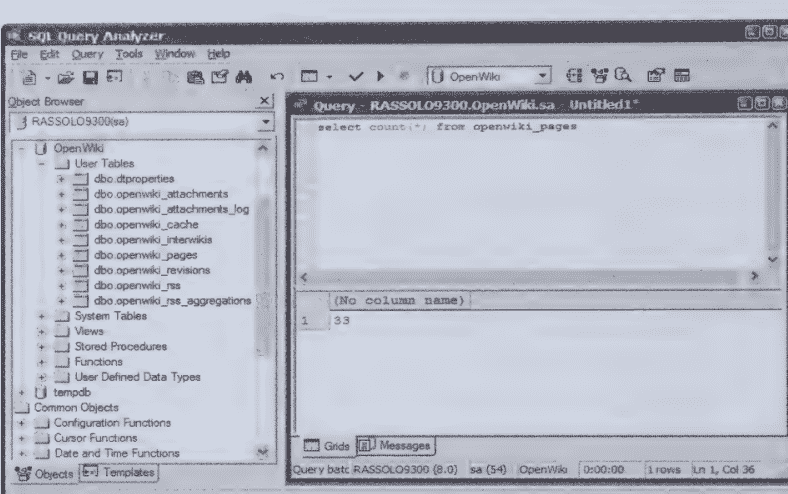 SQL Query Analyzer
File Edit Query Tools Window Help
OpenWiki
Object Browser
RASSOLO9300(sa)
OpenWiki
User Tables
dbo.dtproperties
dbo.openwiki_attachments
dbo.openwiki_attachments_log
dbo.openwiki_cache
dbo.openwiki_interwikis
dbo.openwiki_pages
dbo.openwiki_revisions
dbo.openwiki_rss
dbo.openwiki_rss_aggregations
System Tables
Views
Stored Procedures
Functions
User Defined Data Types
tempdb
Common Objects
Configuration Functions
Cursor Functions
Date and Time Functions
Objects Templates
Query - RASSOLO9300.OpenWiki.sa - Untitled1*
select count(*) from openwiki_pages
(No column name)
1 33
Grids Messages
Query batc RASSOLO9300 (8.0) sa (54) OpenWiki 0:00:00 1 rows Ln 1, Col 36